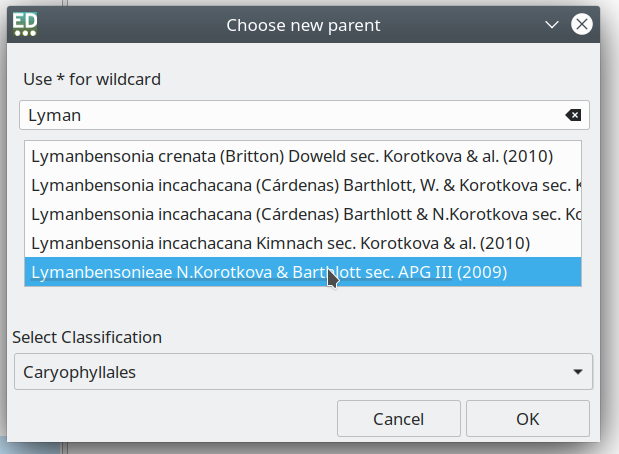 ED
Choose new parent
Use * for wildcard
Lyman
Lymanbensonia crenata (Britton) Doweld sec. Korotkova & al. (2010)
Lymanbensonia incachacana (Cárdenas) Barthlott, W. & Korotkova sec. K
Lymanbensonia incachacana (Cárdenas) Barthlott & N.Korotkova sec. Ko
Lymanbensonia incachacana Kimnach sec. Korotkova & al. (2010)
Lymanbensonieae N.Korotkova & Barthlott sec. APG III (2009)
Select Classification
Caryophyllales
Cancel
OK